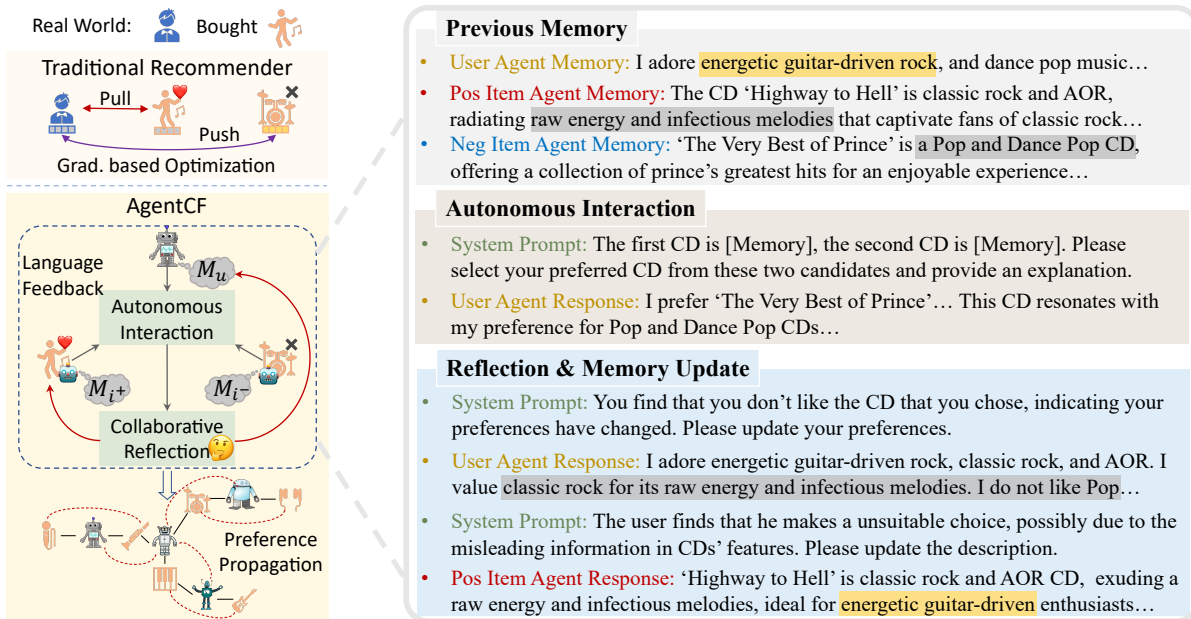 Real World:
Bought
Traditional Recommender
Pull
Push
Grad. based Optimization
AgentCF
Language
Feedback
M_u
Autonomous
Interaction
M_{i^+}
M_{i^-}
Collaborative
Reflection
Preference
Propagation
Previous Memory
• User Agent Memory: I adore energetic guitar-driven rock, and dance pop music…
• Pos Item Agent Memory: The CD ‘Highway to Hell’ is classic rock and AOR,
radiating raw energy and infectious melodies that captivate fans of classic rock…
• Neg Item Agent Memory: ‘The Very Best of Prince’ is a Pop and Dance Pop CD,
offering a collection of prince’s greatest hits for an enjoyable experience…
Autonomous Interaction
• System Prompt: The first CD is [Memory], the second CD is [Memory]. Please
select your preferred CD from these two candidates and provide an explanation.
• User Agent Response: I prefer ‘The Very Best of Prince’… This CD resonates with
my preference for Pop and Dance Pop CDs…
Reflection & Memory Update
• System Prompt: You find that you don’t like the CD that you chose, indicating your
preferences have changed. Please update your preferences.
• User Agent Response: I adore energetic guitar-driven rock, classic rock, and AOR. I
value classic rock for its raw energy and infectious melodies. I do not like Pop…
• System Prompt: The user finds that he makes a unsuitable choice, possibly due to the
misleading information in CDs’ features. Please update the description.
• Pos Item Agent Response: ‘Highway to Hell’ is classic rock and AOR CD, exuding a
raw energy and infectious melodies, ideal for energetic guitar-driven enthusiasts…